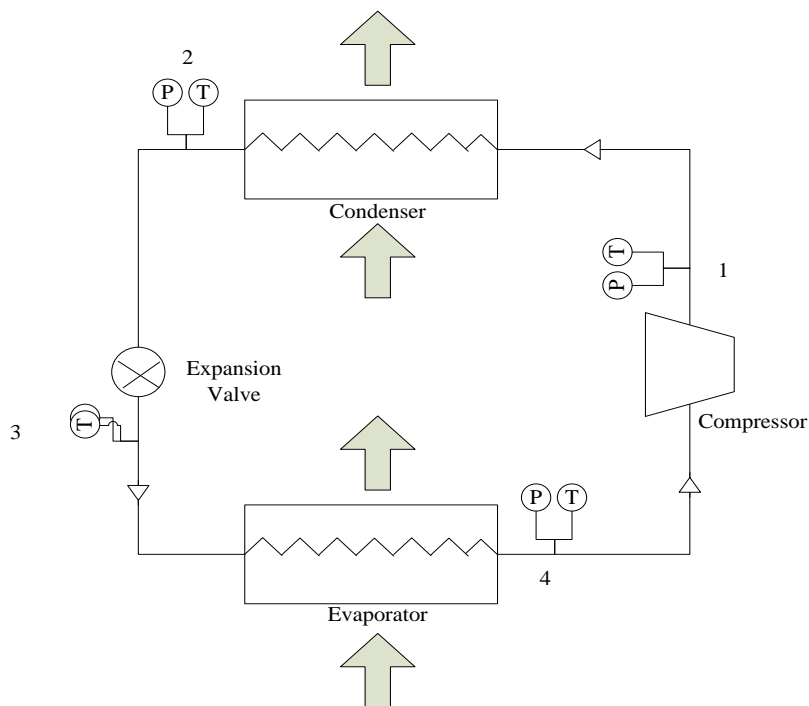 2
P T
Condenser
T
1
P
Expansion
Valve
Compressor
3
T
P T
4
Evaporator